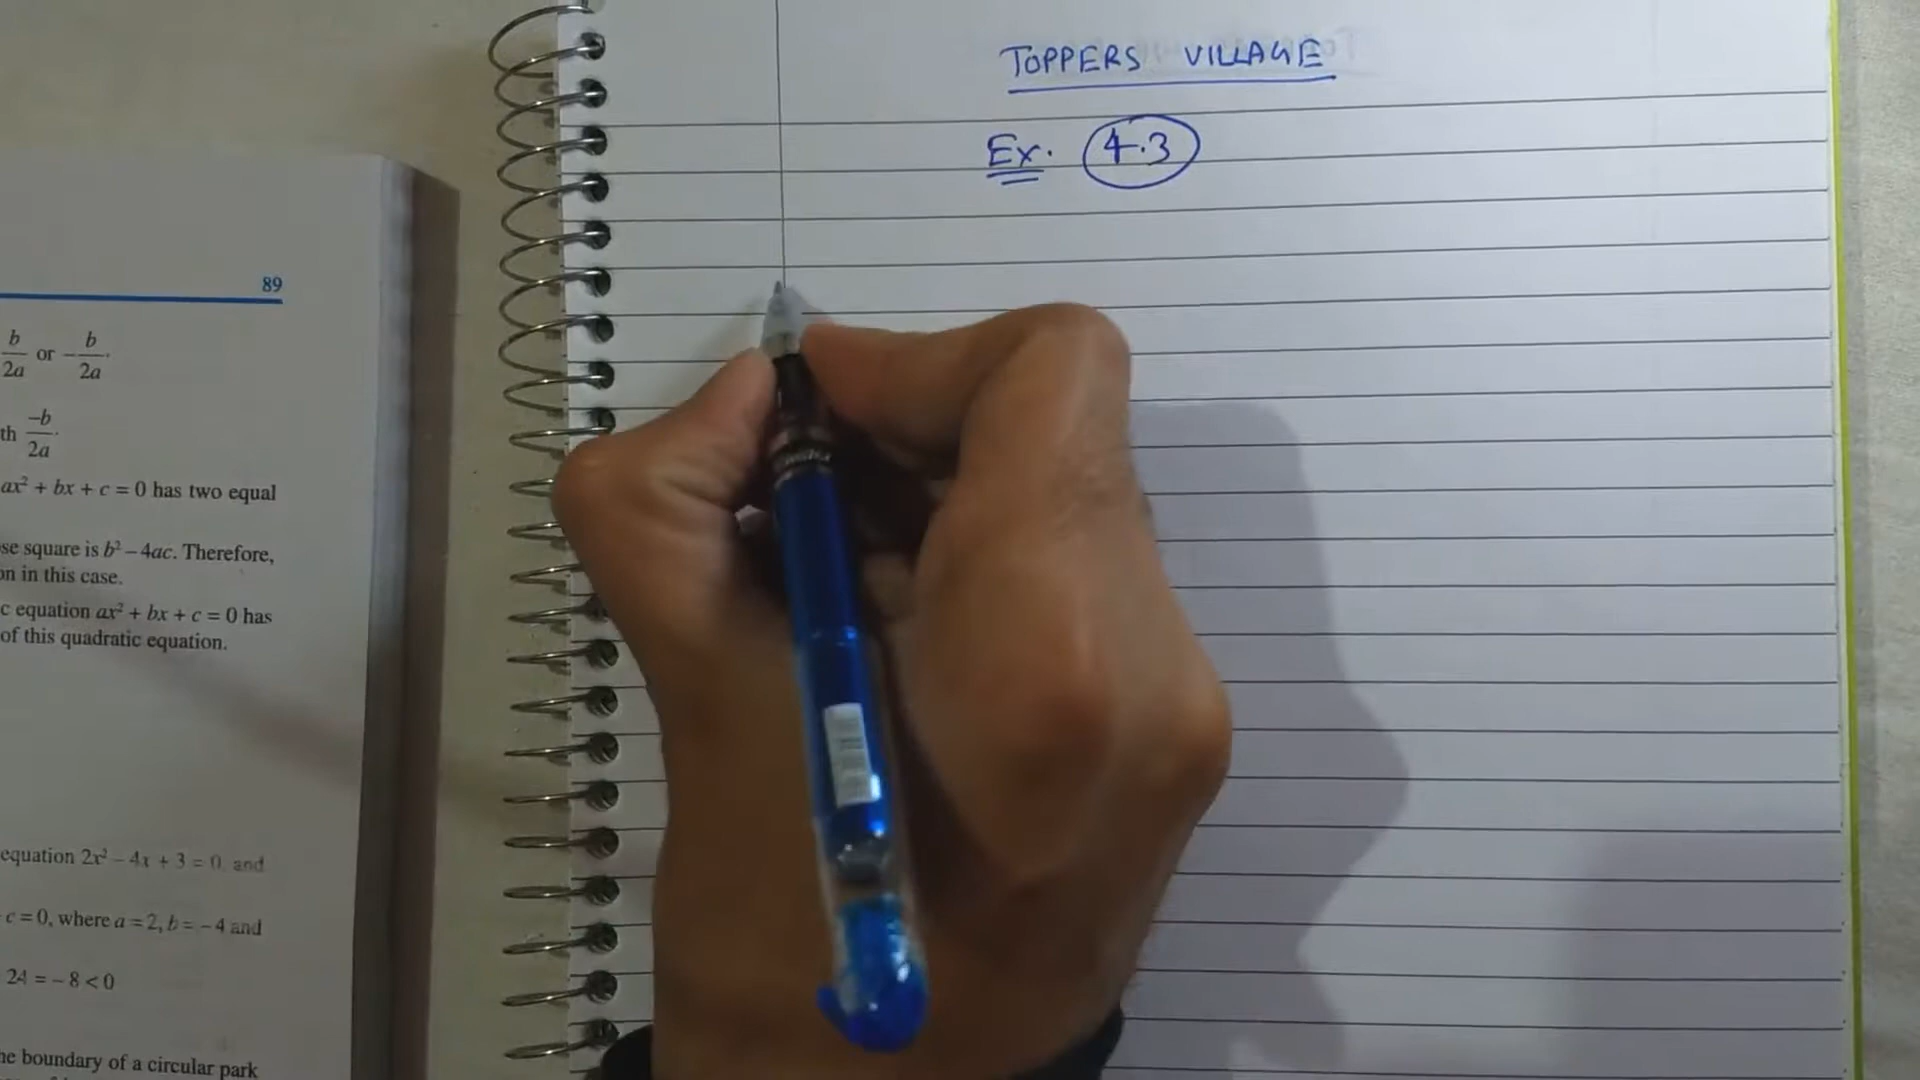 TOPPERS VILLAGE
Ex. 4.3
89
b/2a or -b/2a.
th -b/2a.
ax² + bx + c = 0 has two equal
se square is b² – 4ac. Therefore,
on in this case.
c equation ax² + bx + c = 0 has
of this quadratic equation.
equation 2x² – 4x + 3 = 0, and
c = 0, where a = 2, b = – 4 and
24 = – 8 < 0
he boundary of a circular park